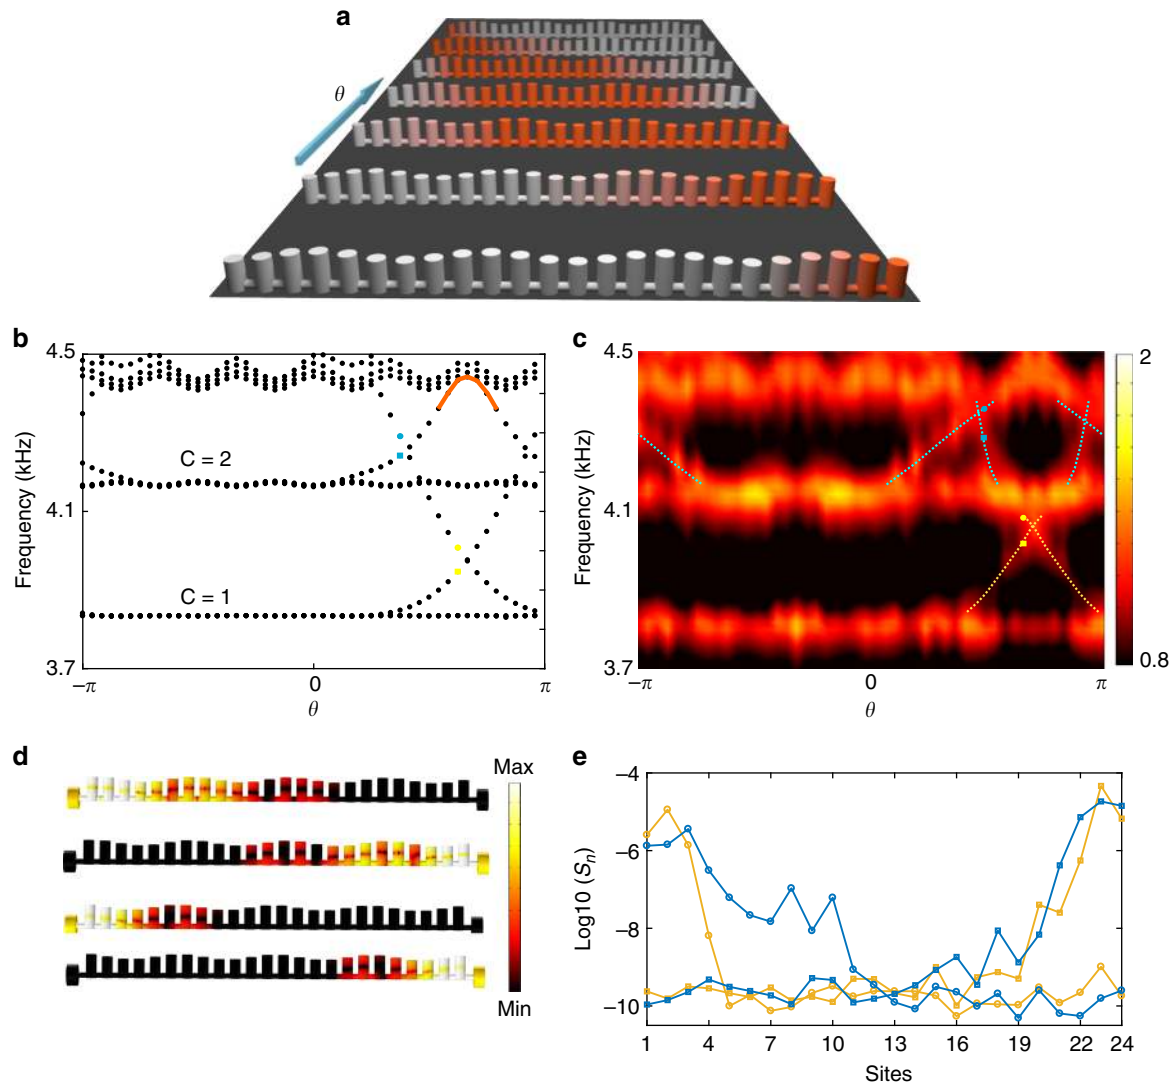 a
θ
b
c
4.5
4.5
2
C = 2
Frequency (kHz)
4.1
Frequency (kHz)
4.1
C = 1
3.7
3.7
0.8
−π
0
π
−π
0
π
θ
θ
d
e
Max
−4
−6
Log10 (Sn)
−8
−10
Min
1
4
7
10
13
16
19
22
24
Sites